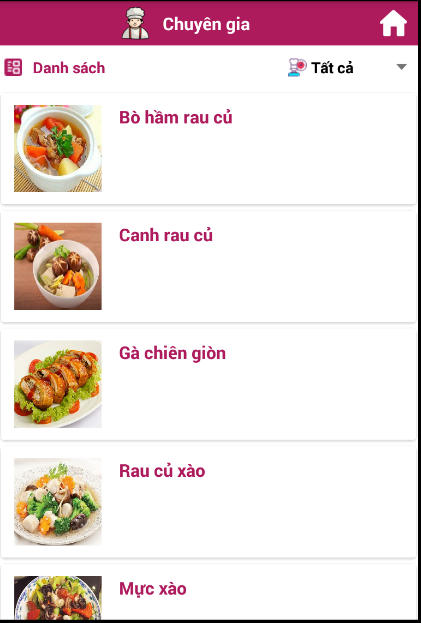 Chuyên gia
Danh sách
Tất cả
Bò hầm rau củ
Canh rau củ
Gà chiên giòn
Rau củ xào
Mực xào